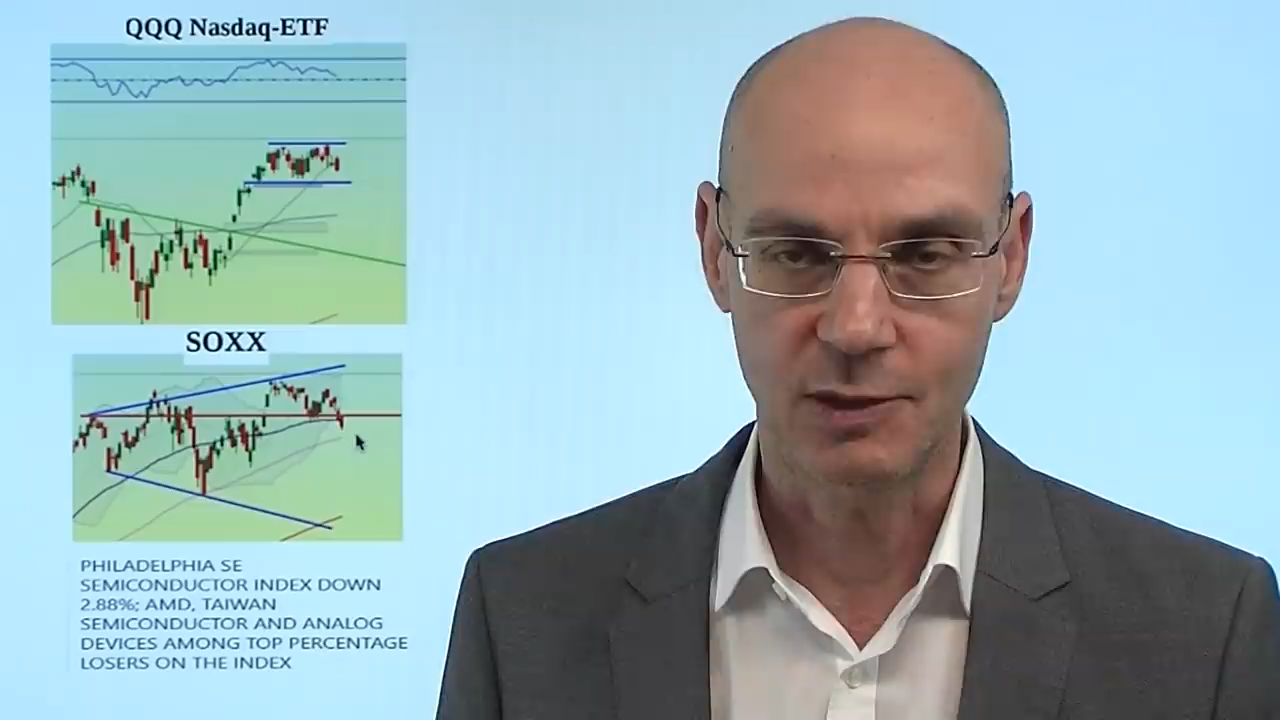 QQQ Nasdaq-ETF
SOXX
PHILADELPHIA SE
SEMICONDUCTOR INDEX DOWN
2.88%; AMD, TAIWAN
SEMICONDUCTOR AND ANALOG
DEVICES AMONG TOP PERCENTAGE
LOSERS ON THE INDEX